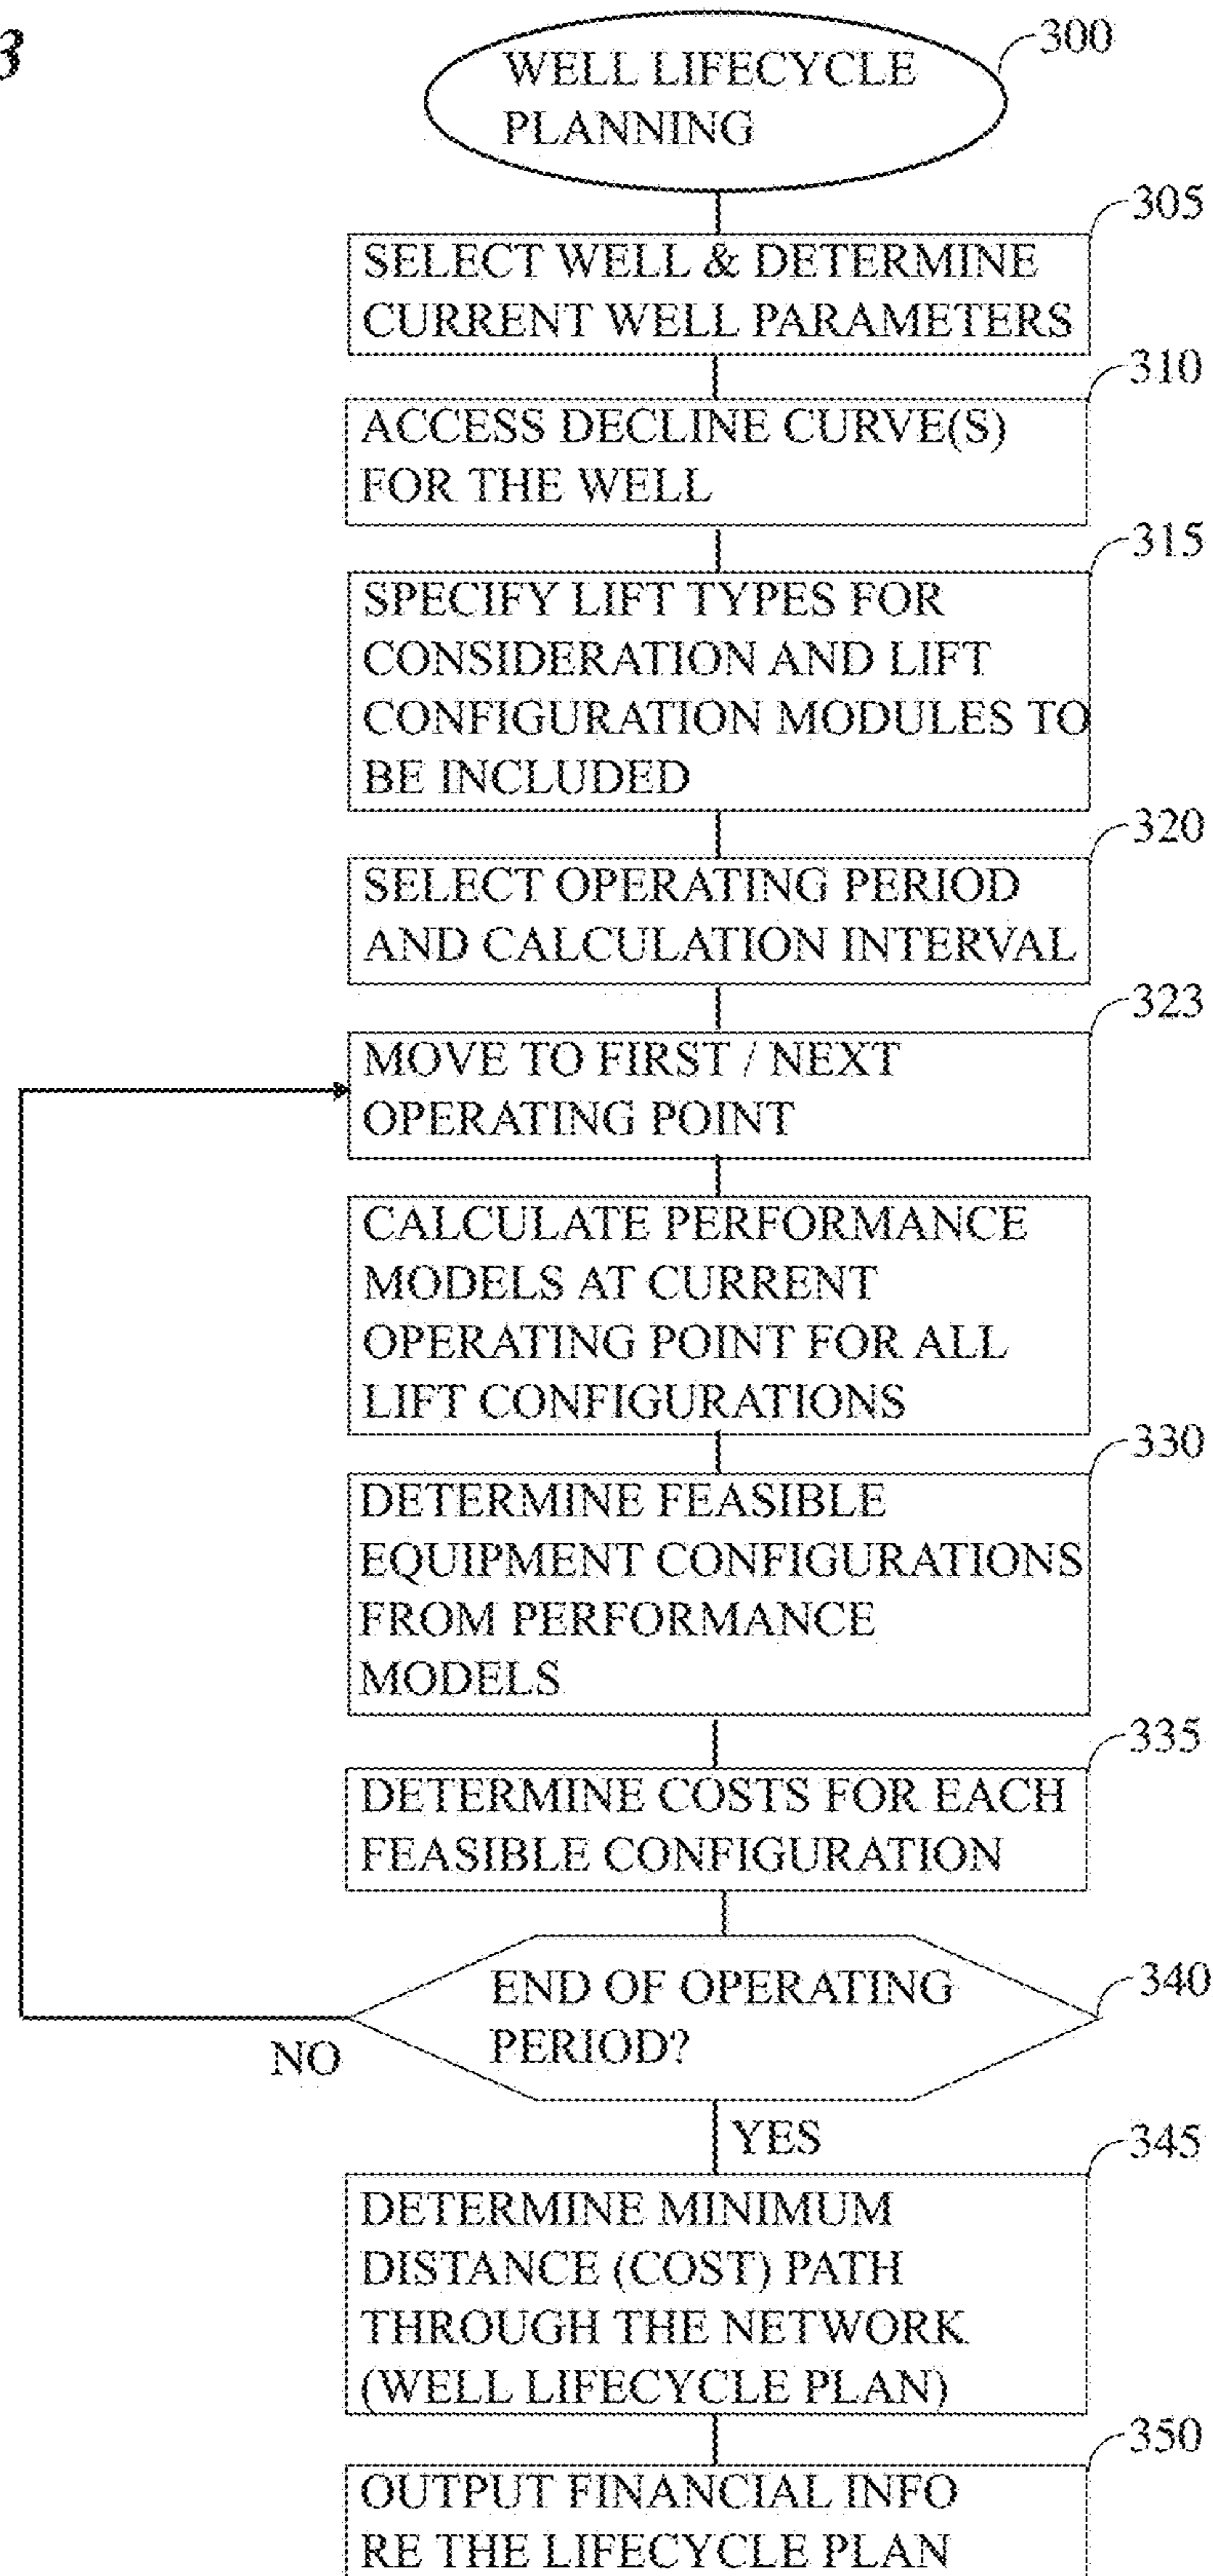 3
300
WELL LIFECYCLE
PLANNING
305
SELECT WELL & DETERMINE
CURRENT WELL PARAMETERS
310
ACCESS DECLINE CURVE(S)
FOR THE WELL
315
SPECIFY LIFT TYPES FOR
CONSIDERATION AND LIFT
CONFIGURATION MODULES TO
BE INCLUDED
320
SELECT OPERATING PERIOD
AND CALCULATION INTERVAL
323
MOVE TO FIRST / NEXT
OPERATING POINT
CALCULATE PERFORMANCE
MODELS AT CURRENT
OPERATING POINT FOR ALL
LIFT CONFIGURATIONS
330
DETERMINE FEASIBLE
EQUIPMENT CONFIGURATIONS
FROM PERFORMANCE
MODELS
335
DETERMINE COSTS FOR EACH
FEASIBLE CONFIGURATION
340
END OF OPERATING
PERIOD?
NO
YES
345
DETERMINE MINIMUM
DISTANCE (COST) PATH
THROUGH THE NETWORK
(WELL LIFECYCLE PLAN)
350
OUTPUT FINANCIAL INFO
RE THE LIFECYCLE PLAN